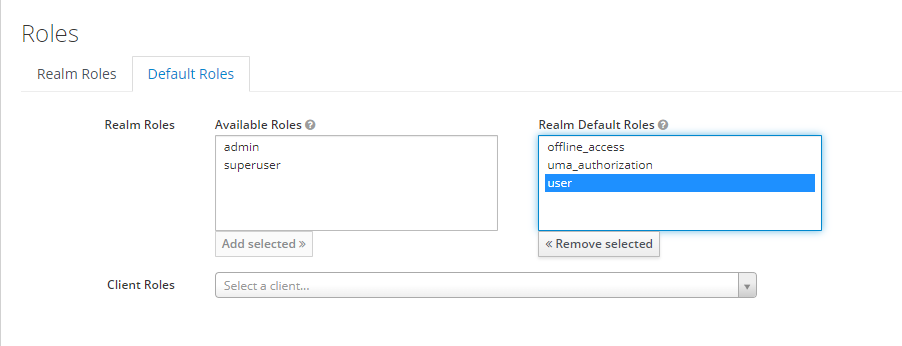 Roles
Realm Roles Default Roles
Realm Roles Available Roles Realm Default Roles
admin offline_access
superuser uma_authorization
user
Add selected » « Remove selected
Client Roles Select a client...